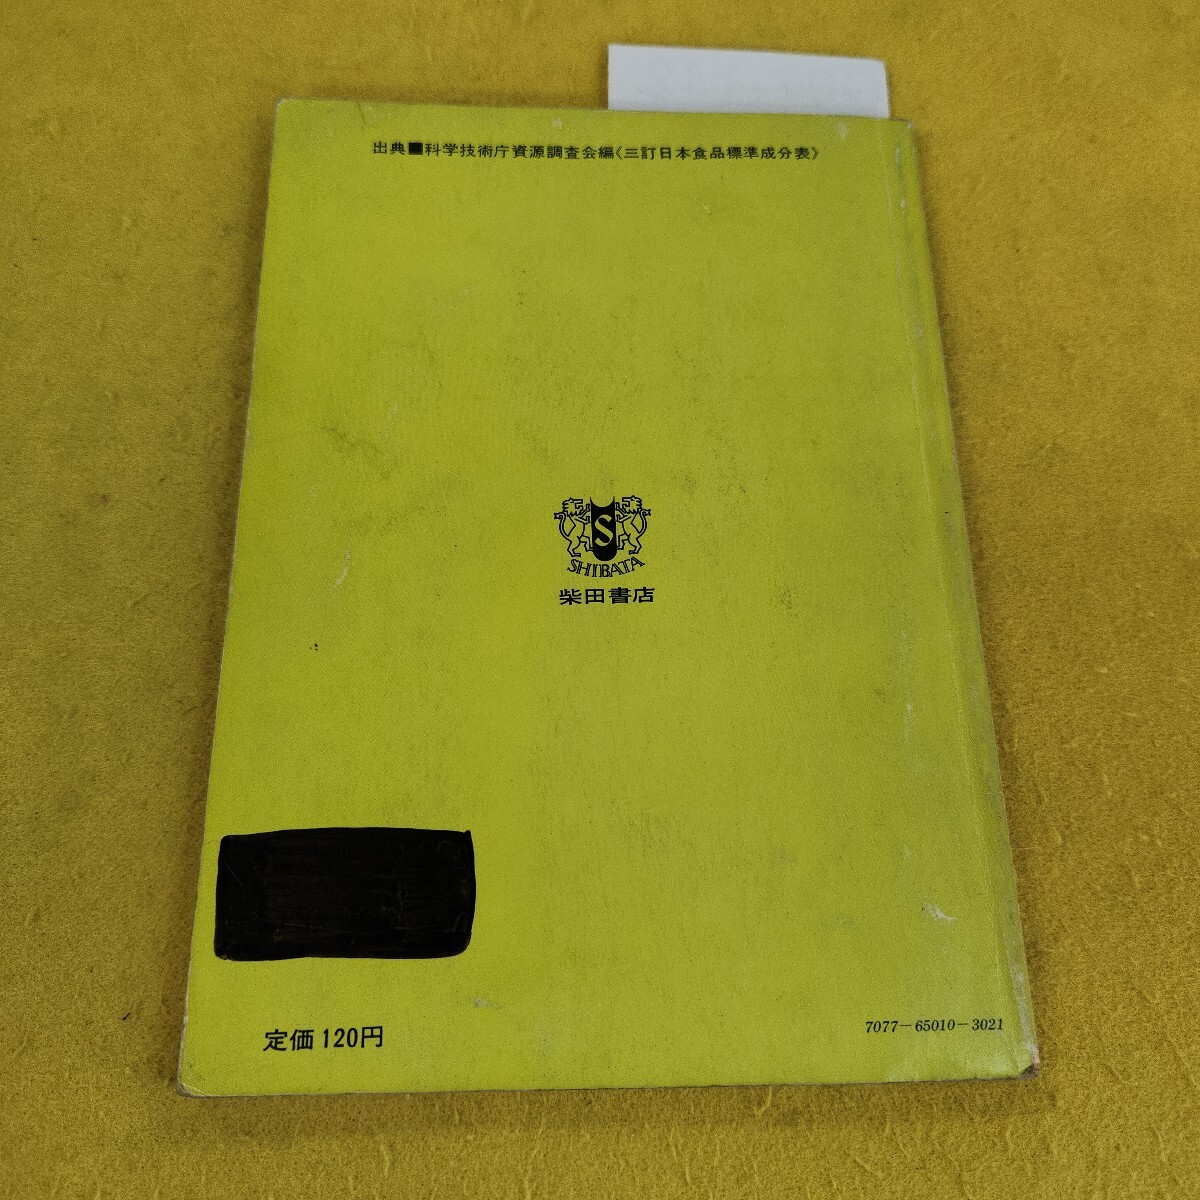 出典■科学技術庁資源調査会編《三訂日本食品標準成分表》
S
SHIBATA
柴田書店
定価120円
7077-65010-3021